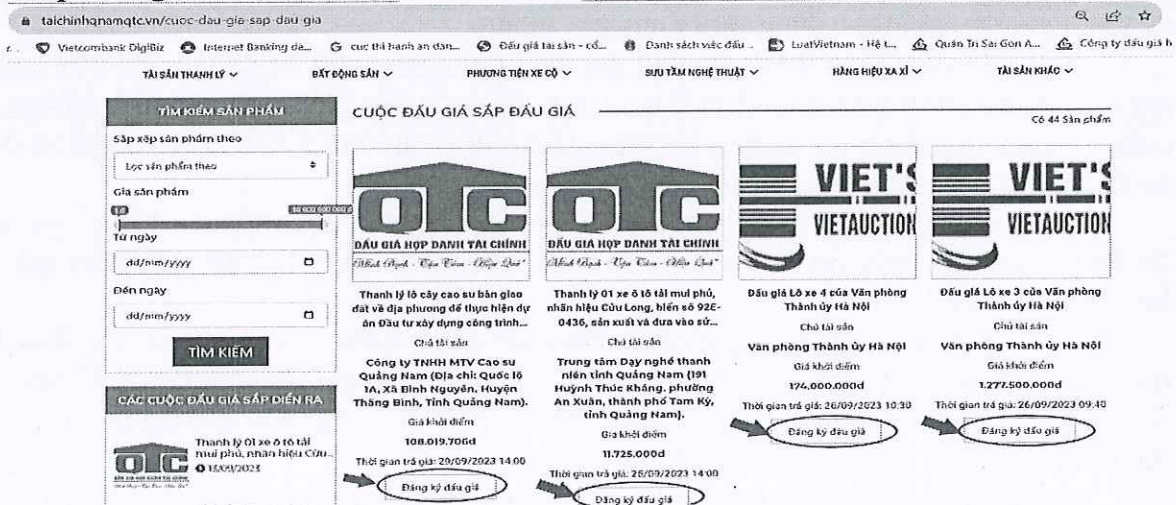 taichinhqnamqtc.vn/cuoc-dau-gia-sap-dau-gia
Vietcombank DigiBiz
Internet Banking de...
cuc thi hanh an dan...
Đấu giá tài sản - cổ...
Danh sách việc đấu ..
LuatVietnam - Hệ t...
Quản Trị Sài Gòn A...
Công ty đấu giá h
TÀI SẢN THANH LÝ
BẤT ĐỘNG SẢN
PHƯƠNG TIỆN XE CỘ
SƯU TẦM NGHỆ THUẬT
HÀNG HIỆU XA XỈ
TÀI SẢN KHÁC
TÌM KIẾM SẢN PHẨM
Sắp xếp sản phẩm theo
Lọc sản phẩm theo
Giá sản phẩm
Từ ngày
dd/mm/yyyy
Đến ngày
dd/mm/yyyy
TÌM KIẾM
CÁC CUỘC ĐẤU GIÁ SẮP DIỄN RA
Thanh lý 01 xe ô tô tải
mui phủ, nhãn hiệu Cửu...
CUỘC ĐẤU GIÁ SẮP ĐẤU GIÁ
Có 44 Sản phẩm
QTC
ĐẤU GIÁ HỢP DANH TÀI CHÍNH
Thanh lý lô cây cao su bàn giao
đất về địa phương để thực hiện dự
án Đầu tư xây dựng công trình...
Chủ tài sản
Công ty TNHH MTV Cao su
Quảng Nam (Địa chỉ: Quốc lộ
1A, Xã Bình Nguyên, Huyện
Thăng Bình, Tỉnh Quảng Nam).
Giá khởi điểm
108.019.706đ
Thời gian trả giá: 29/09/2023 14:00
Đăng ký đấu giá
QTC
ĐẤU GIÁ HỢP DANH TÀI CHÍNH
Thanh lý 01 xe ô tô tải mui phủ,
nhãn hiệu Cửu Long, biển số 92E-
0436, sản xuất và đưa vào sử...
Chủ tài sản
Trung tâm Dạy nghề thanh
niên tỉnh Quảng Nam (191
Huỳnh Thúc Kháng, phường
An Xuân, thành phố Tam Kỳ,
tỉnh Quảng Nam).
Giá khởi điểm
11.725.000đ
Thời gian trả giá: 28/09/2023 14:00
Đăng ký đấu giá
VIET'S
VIETAUCTION
Đấu giá Lô xe 4 của Văn phòng
Thành ủy Hà Nội
Chủ tài sản
Văn phòng Thành ủy Hà Nội
Giá khởi điểm
174.000.000đ
Thời gian trả giá: 26/09/2023 10:30
Đăng ký đấu giá
VIET'S
VIETAUCTION
Đấu giá Lô xe 3 của Văn phòng
Thành ủy Hà Nội
Chủ tài sản
Văn phòng Thành ủy Hà Nội
Giá khởi điểm
1.277.500.000đ
Thời gian trả giá: 26/09/2023 09:40
Đăng ký đấu giá